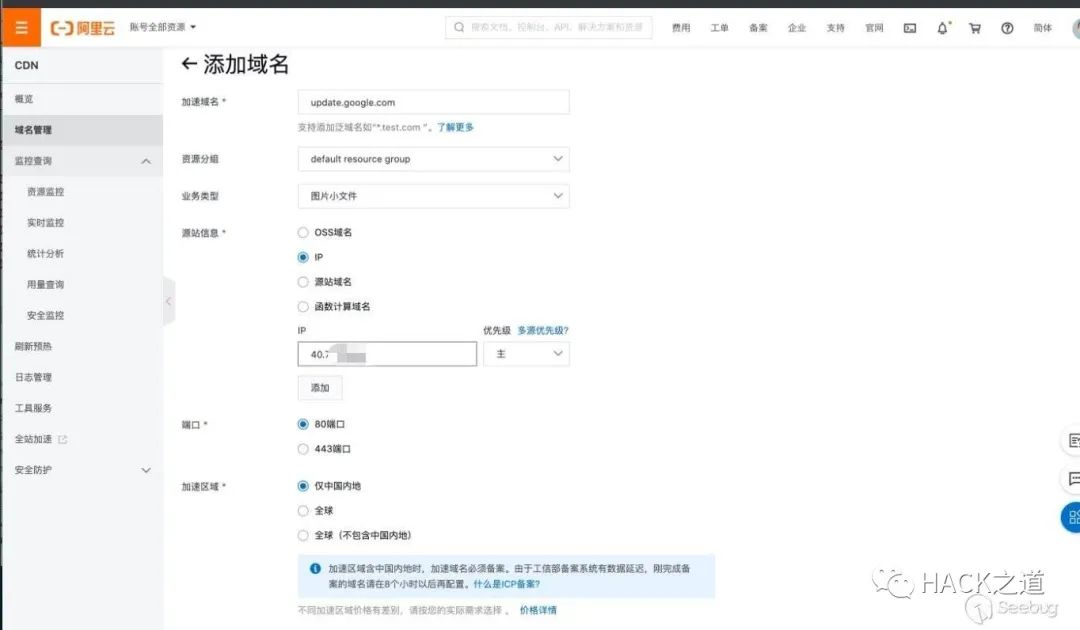 阿里云 账号全部资源 搜索文档、控制台、API、解决方案和资源 费用 工单 备案 企业 支持 官网 简体
CDN
概览
域名管理
监控查询
资源监控
实时监控
统计分析
用量查询
安全监控
刷新预热
日志管理
工具服务
全站加速
安全防护
← 添加域名
加速域名 * update.google.com
支持添加泛域名如"*.test.com "。了解更多
资源分组 default resource group
业务类型 图片小文件
源站信息 * OSS域名
IP
源站域名
函数计算域名
IP 优先级 多源优先级?
40.7 主
添加
端口 * 80端口
443端口
加速区域 * 仅中国内地
全球
全球（不包含中国内地）
加速区域含中国内地时，加速域名必须备案。由于工信部备案系统有数据延迟，刚完成备
案的域名请在8个小时以后再配置。什么是ICP备案?
不同加速区域价格有差别，请按您的实际需求选择 。 价格详情
HACK之道
Seebug